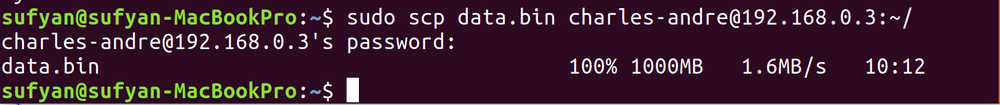 sufyan@sufyan-MacBookPro:~$ sudo scp data.bin charles-andre@192.168.0.3:~/
charles-andre@192.168.0.3's password:
data.bin 100% 1000MB 1.6MB/s 10:12
sufyan@sufyan-MacBookPro:~$